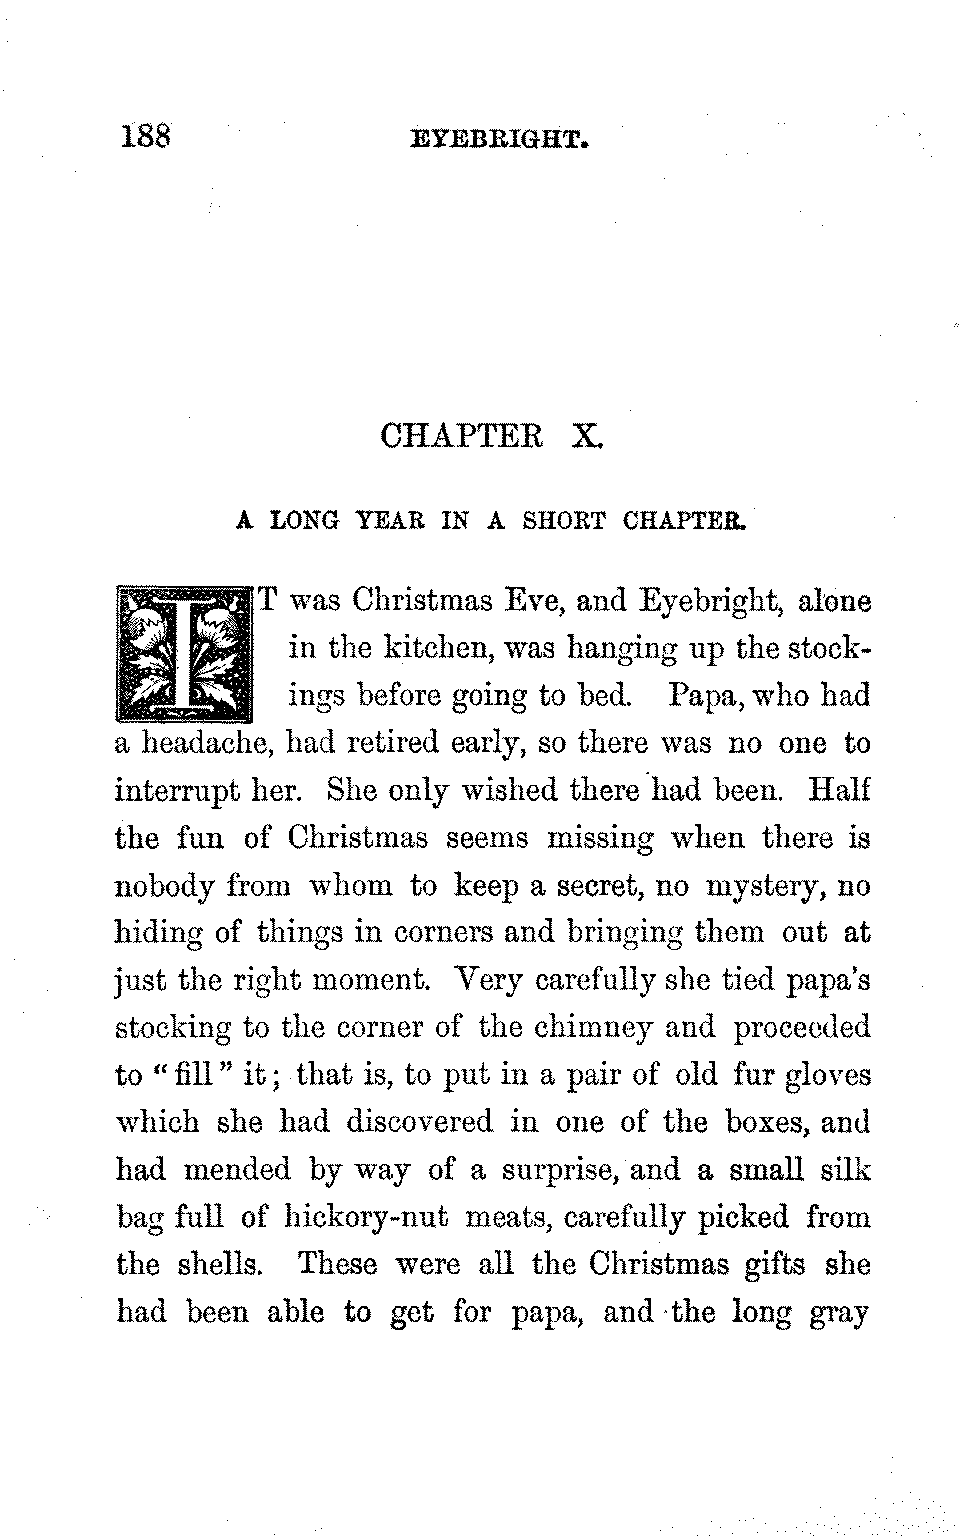 188 EYEBRIGHT.
CHAPTER X.
A LONG YEAR IN A SHORT CHAPTER.
IT was Christmas Eve, and Eyebright, alone
in the kitchen, was hanging up the stock-
ings before going to bed. Papa, who had
a headache, had retired early, so there was no one to
interrupt her. She only wished there had been. Half
the fun of Christmas seems missing when there is
nobody from whom to keep a secret, no mystery, no
hiding of things in corners and bringing them out at
just the right moment. Very carefully she tied papa's
stocking to the corner of the chimney and proceeded
to “fill” it; that is, to put in a pair of old fur gloves
which she had discovered in one of the boxes, and
had mended by way of a surprise, and a small silk
bag full of hickory-nut meats, carefully picked from
the shells. These were all the Christmas gifts she
had been able to get for papa, and the long gray